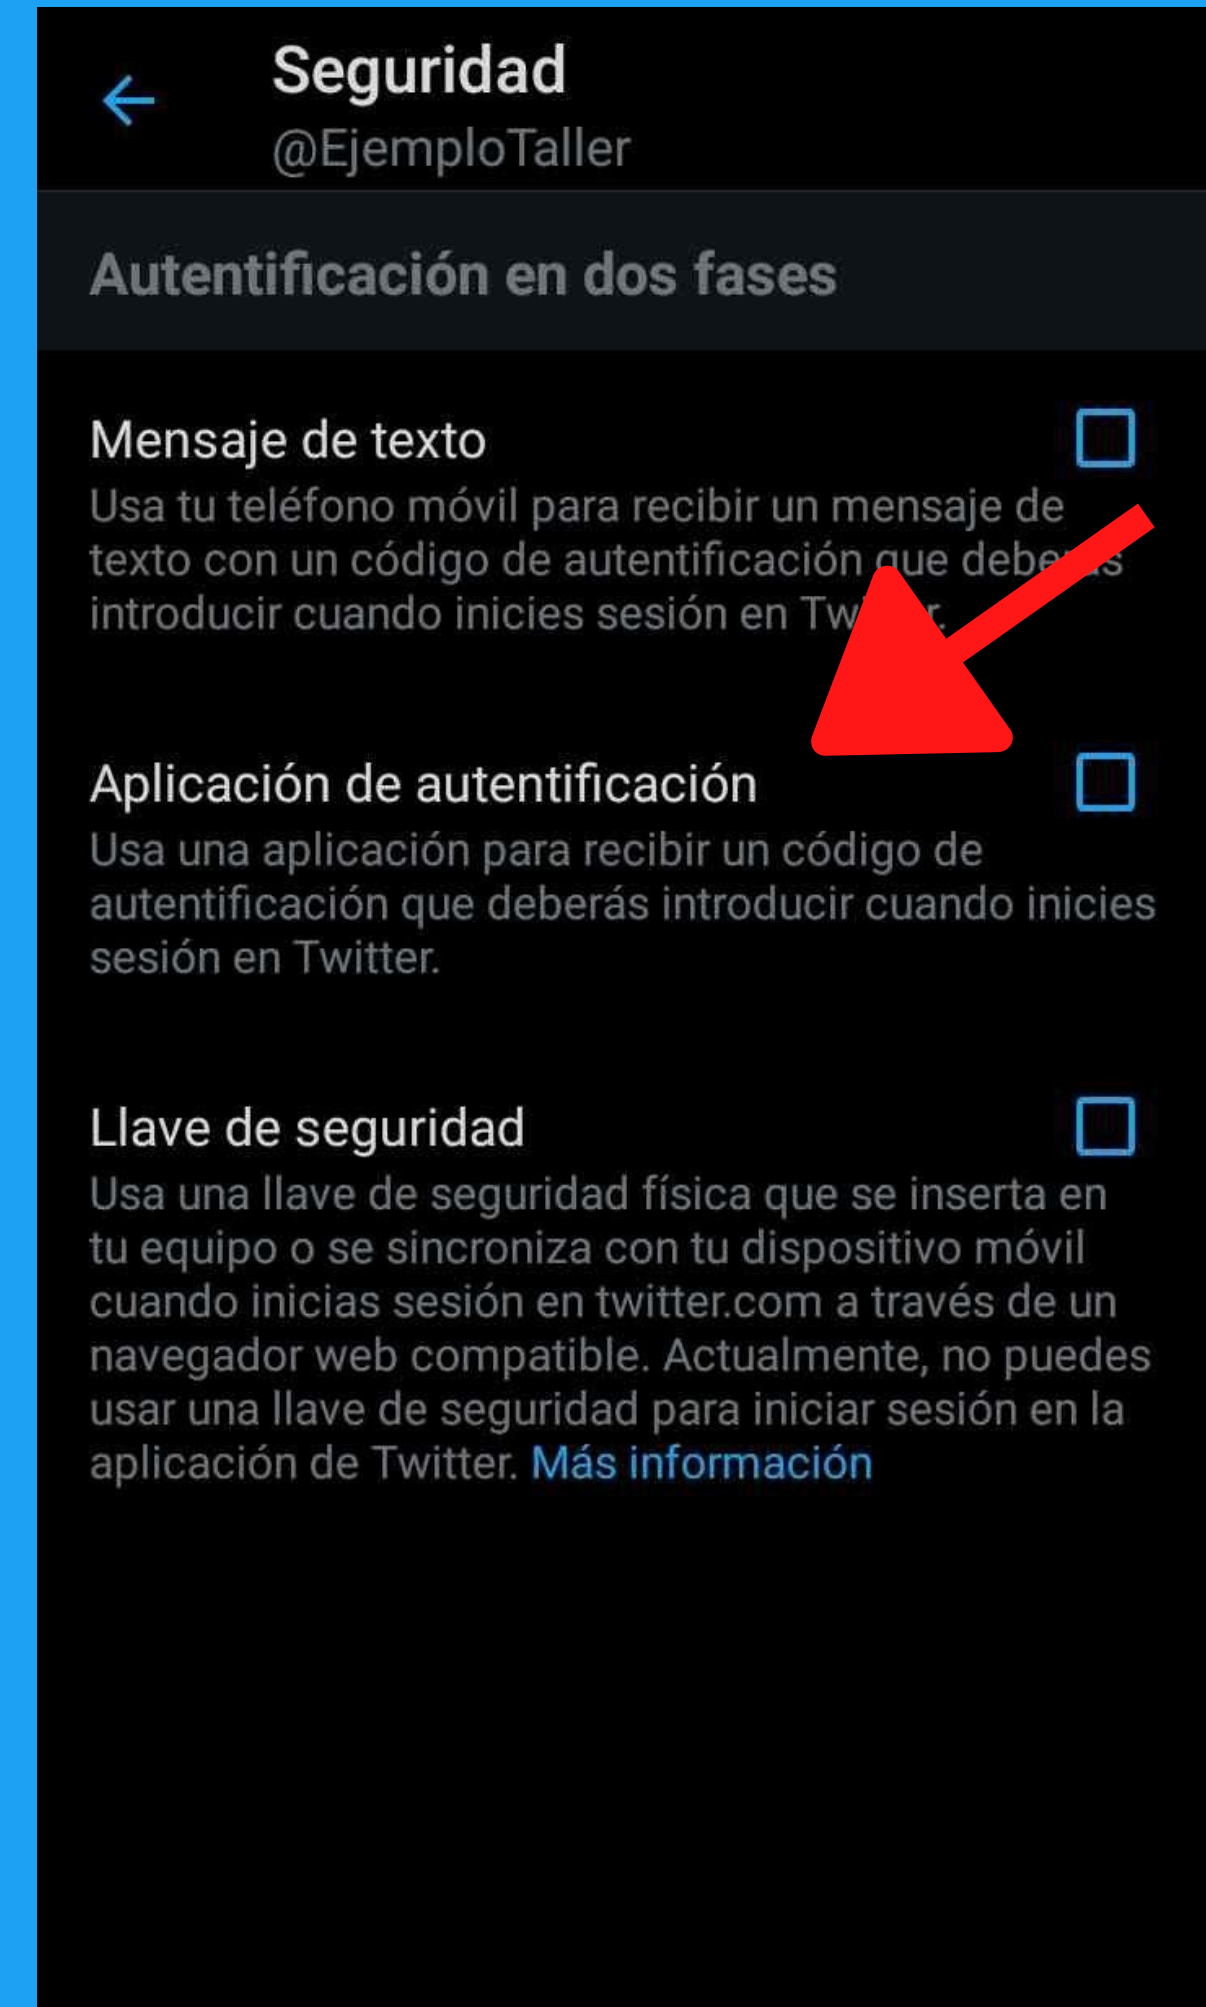 Seguridad
@EjemploTaller
Autentificación en dos fases
Mensaje de texto
Usa tu teléfono móvil para recibir un mensaje de
texto con un código de autentificación que
introducir cuando inicies sesión en
Aplicación de autentificación
Usa una aplicación para recibir un código de
autentificación que deberás introducir cuando inicies
sesión en Twitter.
Llave de seguridad
Usa una llave de seguridad física que se inserta en
tu equipo o se sincroniza con tu dispositivo móvil
cuando inicias sesión en twitter.com a través de un
navegador web compatible. Actualmente, no puedes
usar una llave de seguridad para iniciar sesión en la
aplicación de Twitter. Más información